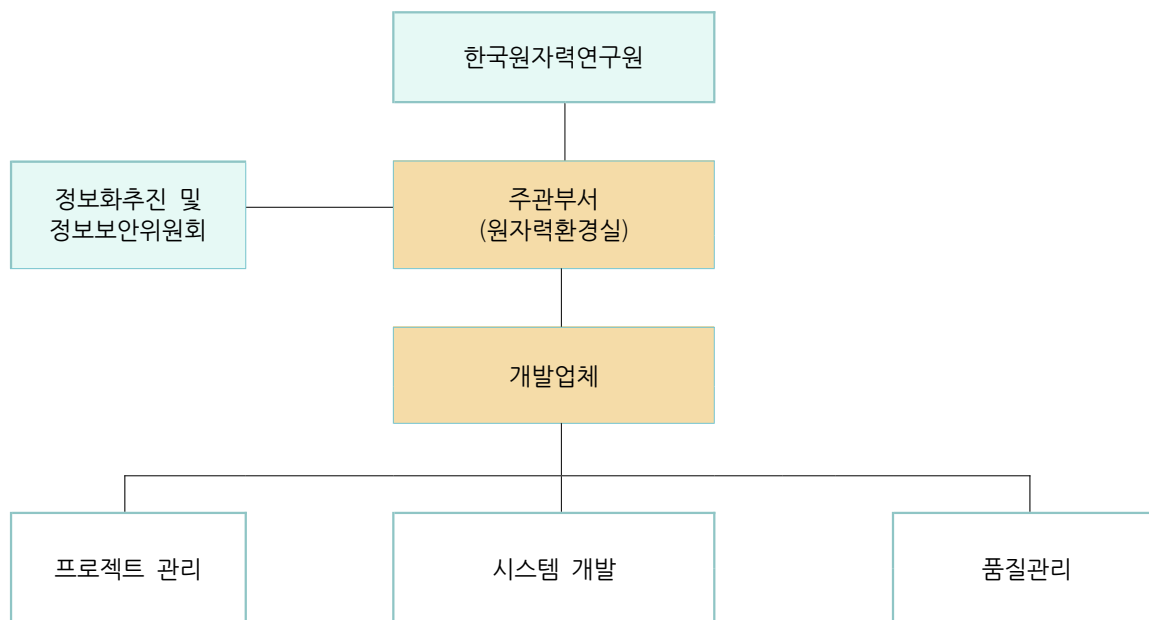 한국원자력연구원
정보화추진 및
정보보안위원회
주관부서
(원자력환경실)
개발업체
프로젝트 관리
시스템 개발
품질관리